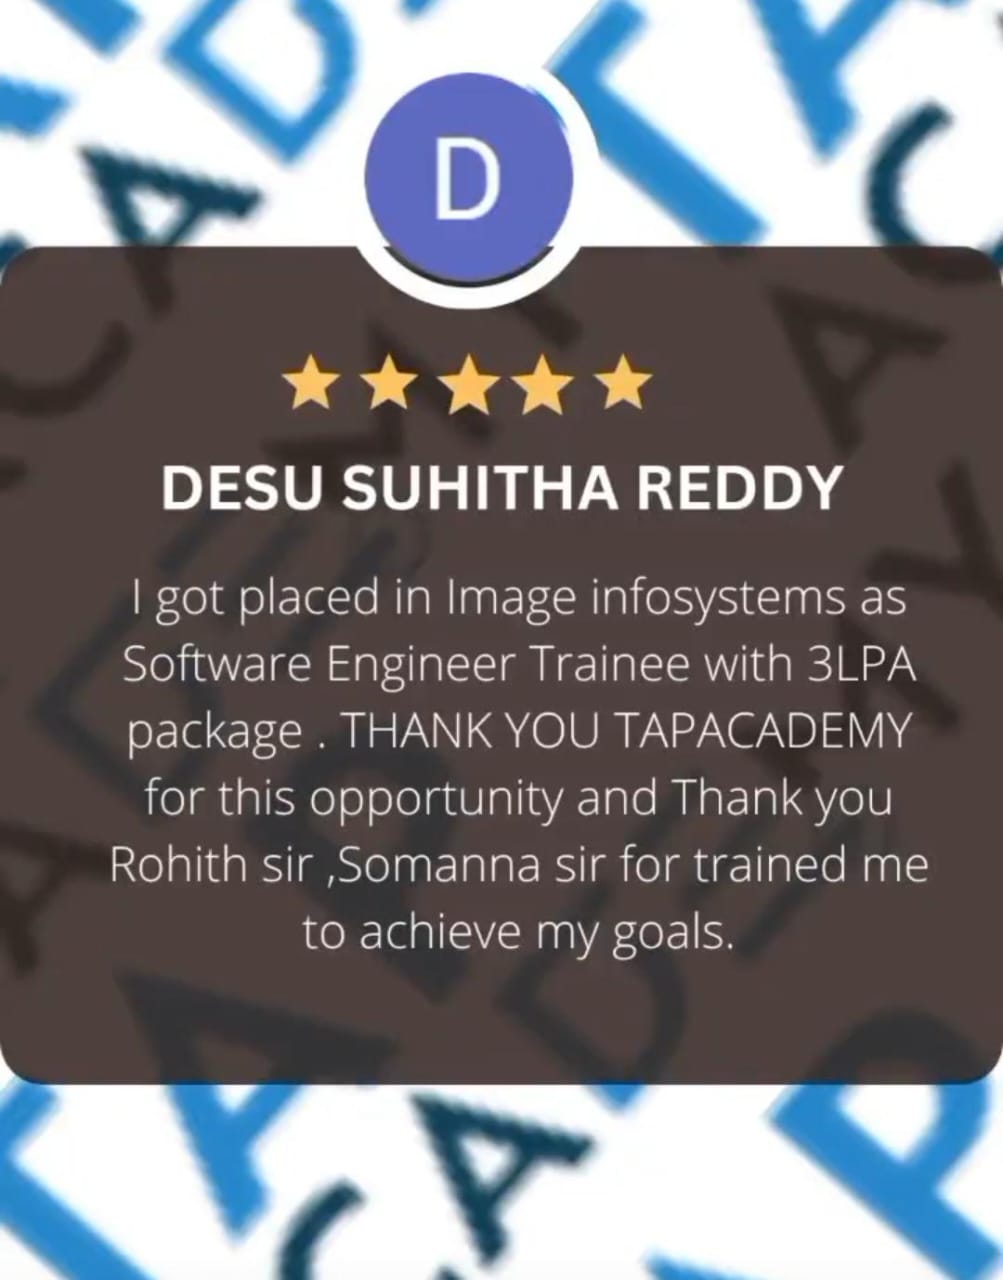 D
DESU SUHITHA REDDY
I got placed in Image infosystems as
Software Engineer Trainee with 3LPA
package . THANK YOU TAPACADEMY
for this opportunity and Thank you
Rohith sir ,Somanna sir for trained me
to achieve my goals.